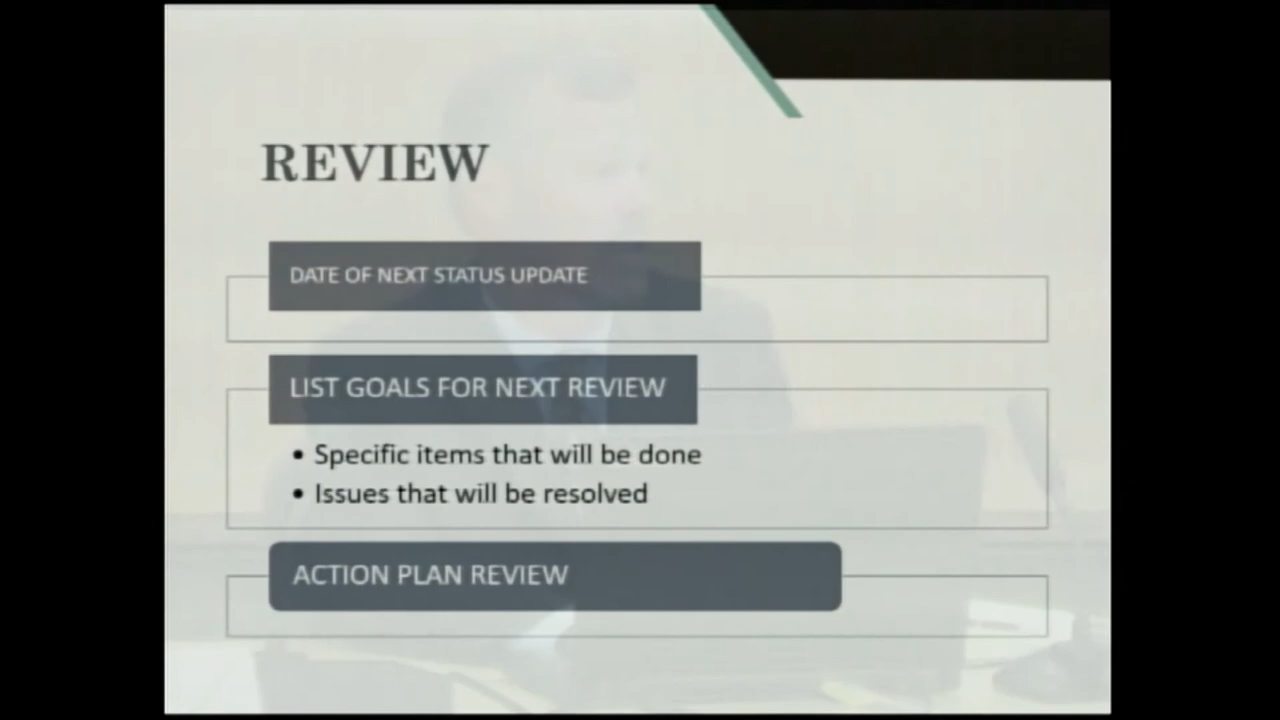 REVIEW
DATE OF NEXT STATUS UPDATE
LIST GOALS FOR NEXT REVIEW
• Specific items that will be done
• Issues that will be resolved
ACTION PLAN REVIEW